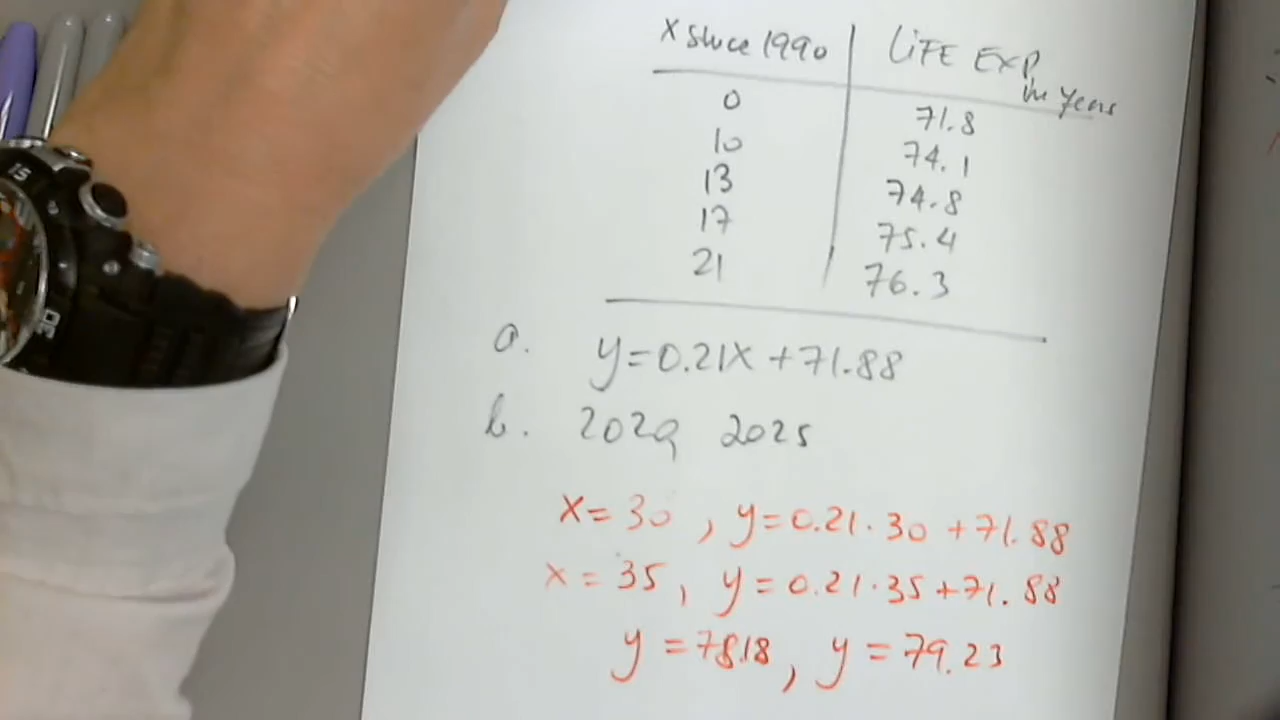 x since 1990 LIFE EXP in years
0 71.8
10 74.1
13 74.8
17 75.4
21 76.3
a. y=0.21x+71.88
b. 2020, 2025
x=30, y=0.21·30+71.88
x=35, y=0.21·35+71.88
y=78.18, y=79.23
15
30